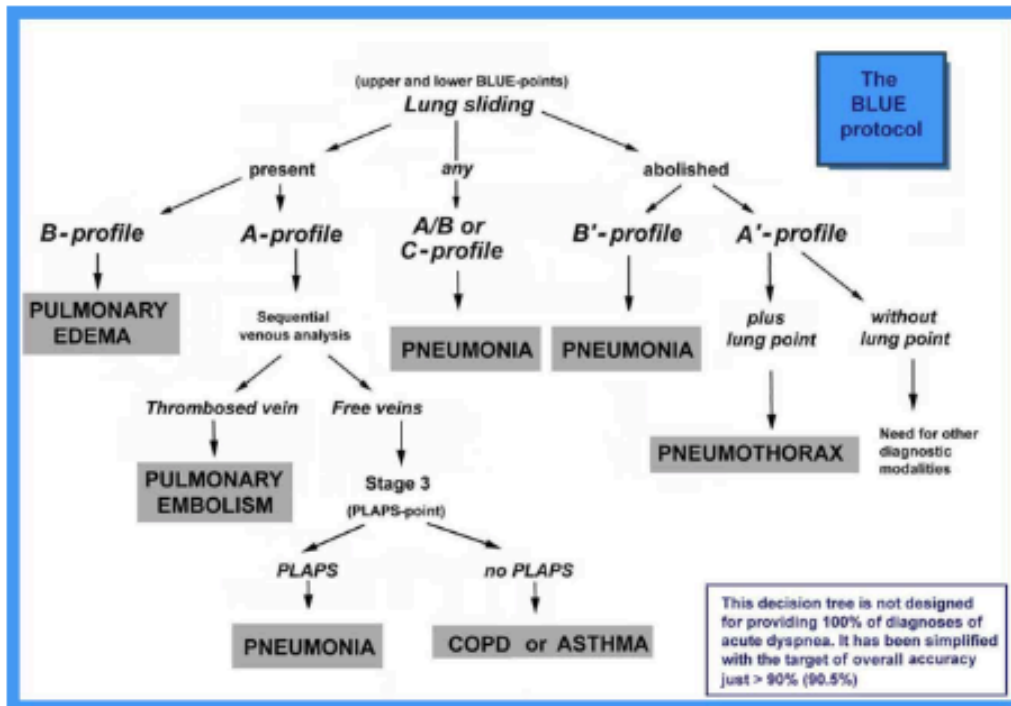 (upper and lower BLUE-points)
Lung sliding
The
BLUE
protocol
present
any
abolished
B-profile
A-profile
A/B or
C-profile
B'-profile
A'-profile
PULMONARY
EDEMA
Sequential
venous analysis
PNEUMONIA
PNEUMONIA
plus
lung point
without
lung point
Thrombosed vein
Free veins
PNEUMOTHORAX
Need for other
diagnostic
modalities
PULMONARY
EMBOLISM
Stage 3
(PLAPS-point)
PLAPS
no PLAPS
PNEUMONIA
COPD or ASTHMA
This decision tree is not designed
for providing 100% of diagnoses of
acute dyspnea. It has been simplified
with the target of overall accuracy
just > 90% (90.5%)